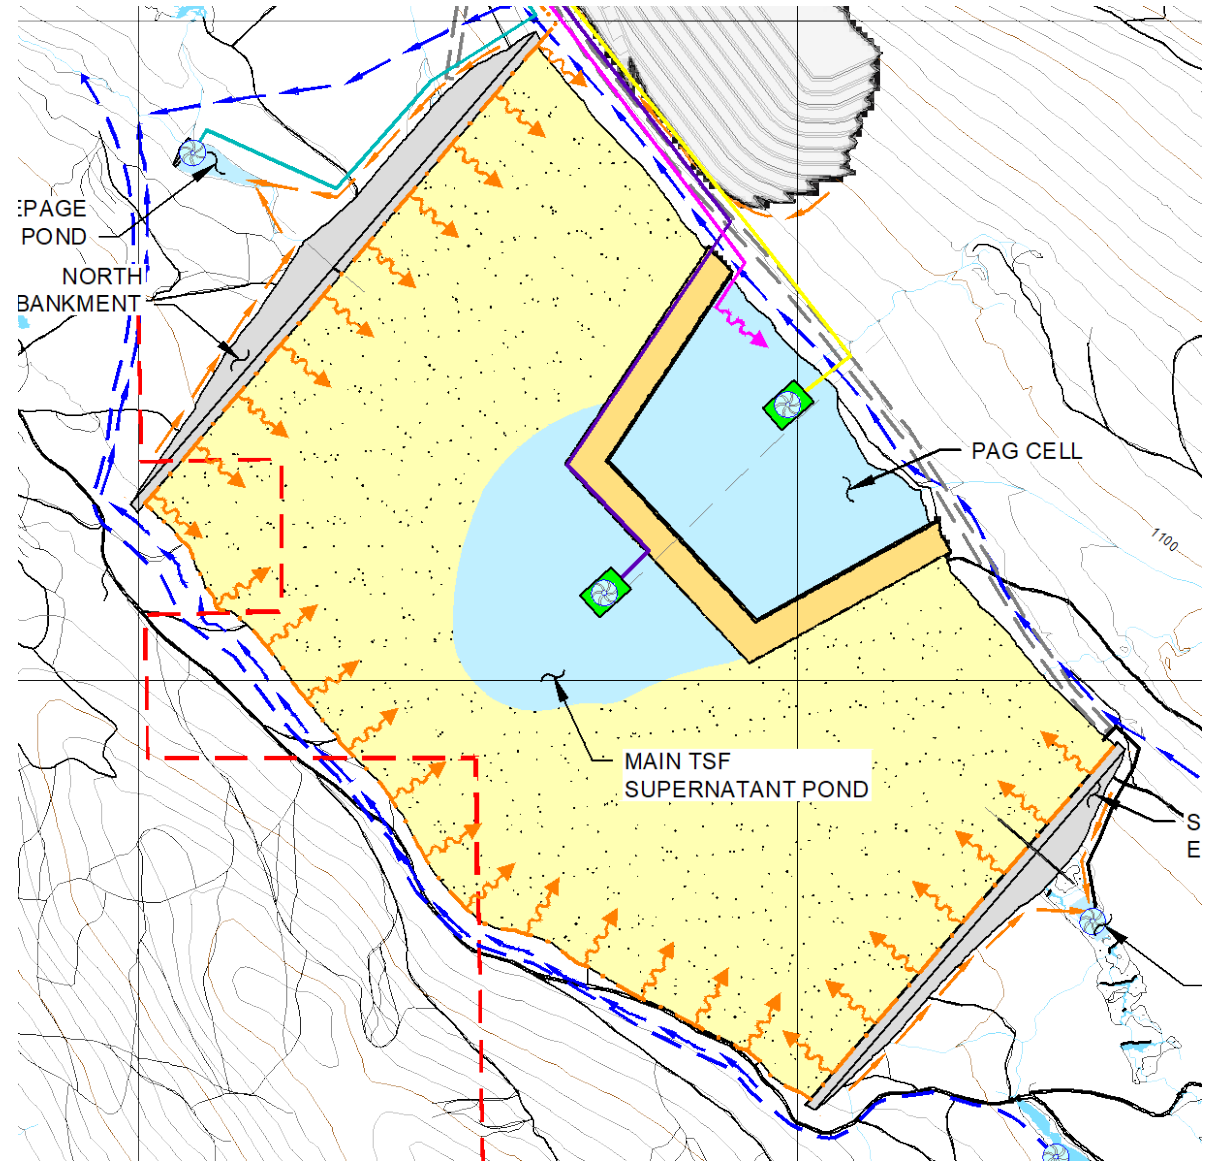 EPAGE
POND
NORTH
BANKMENT
PAG CELL
1100
MAIN TSF
SUPERNATANT POND
S
E